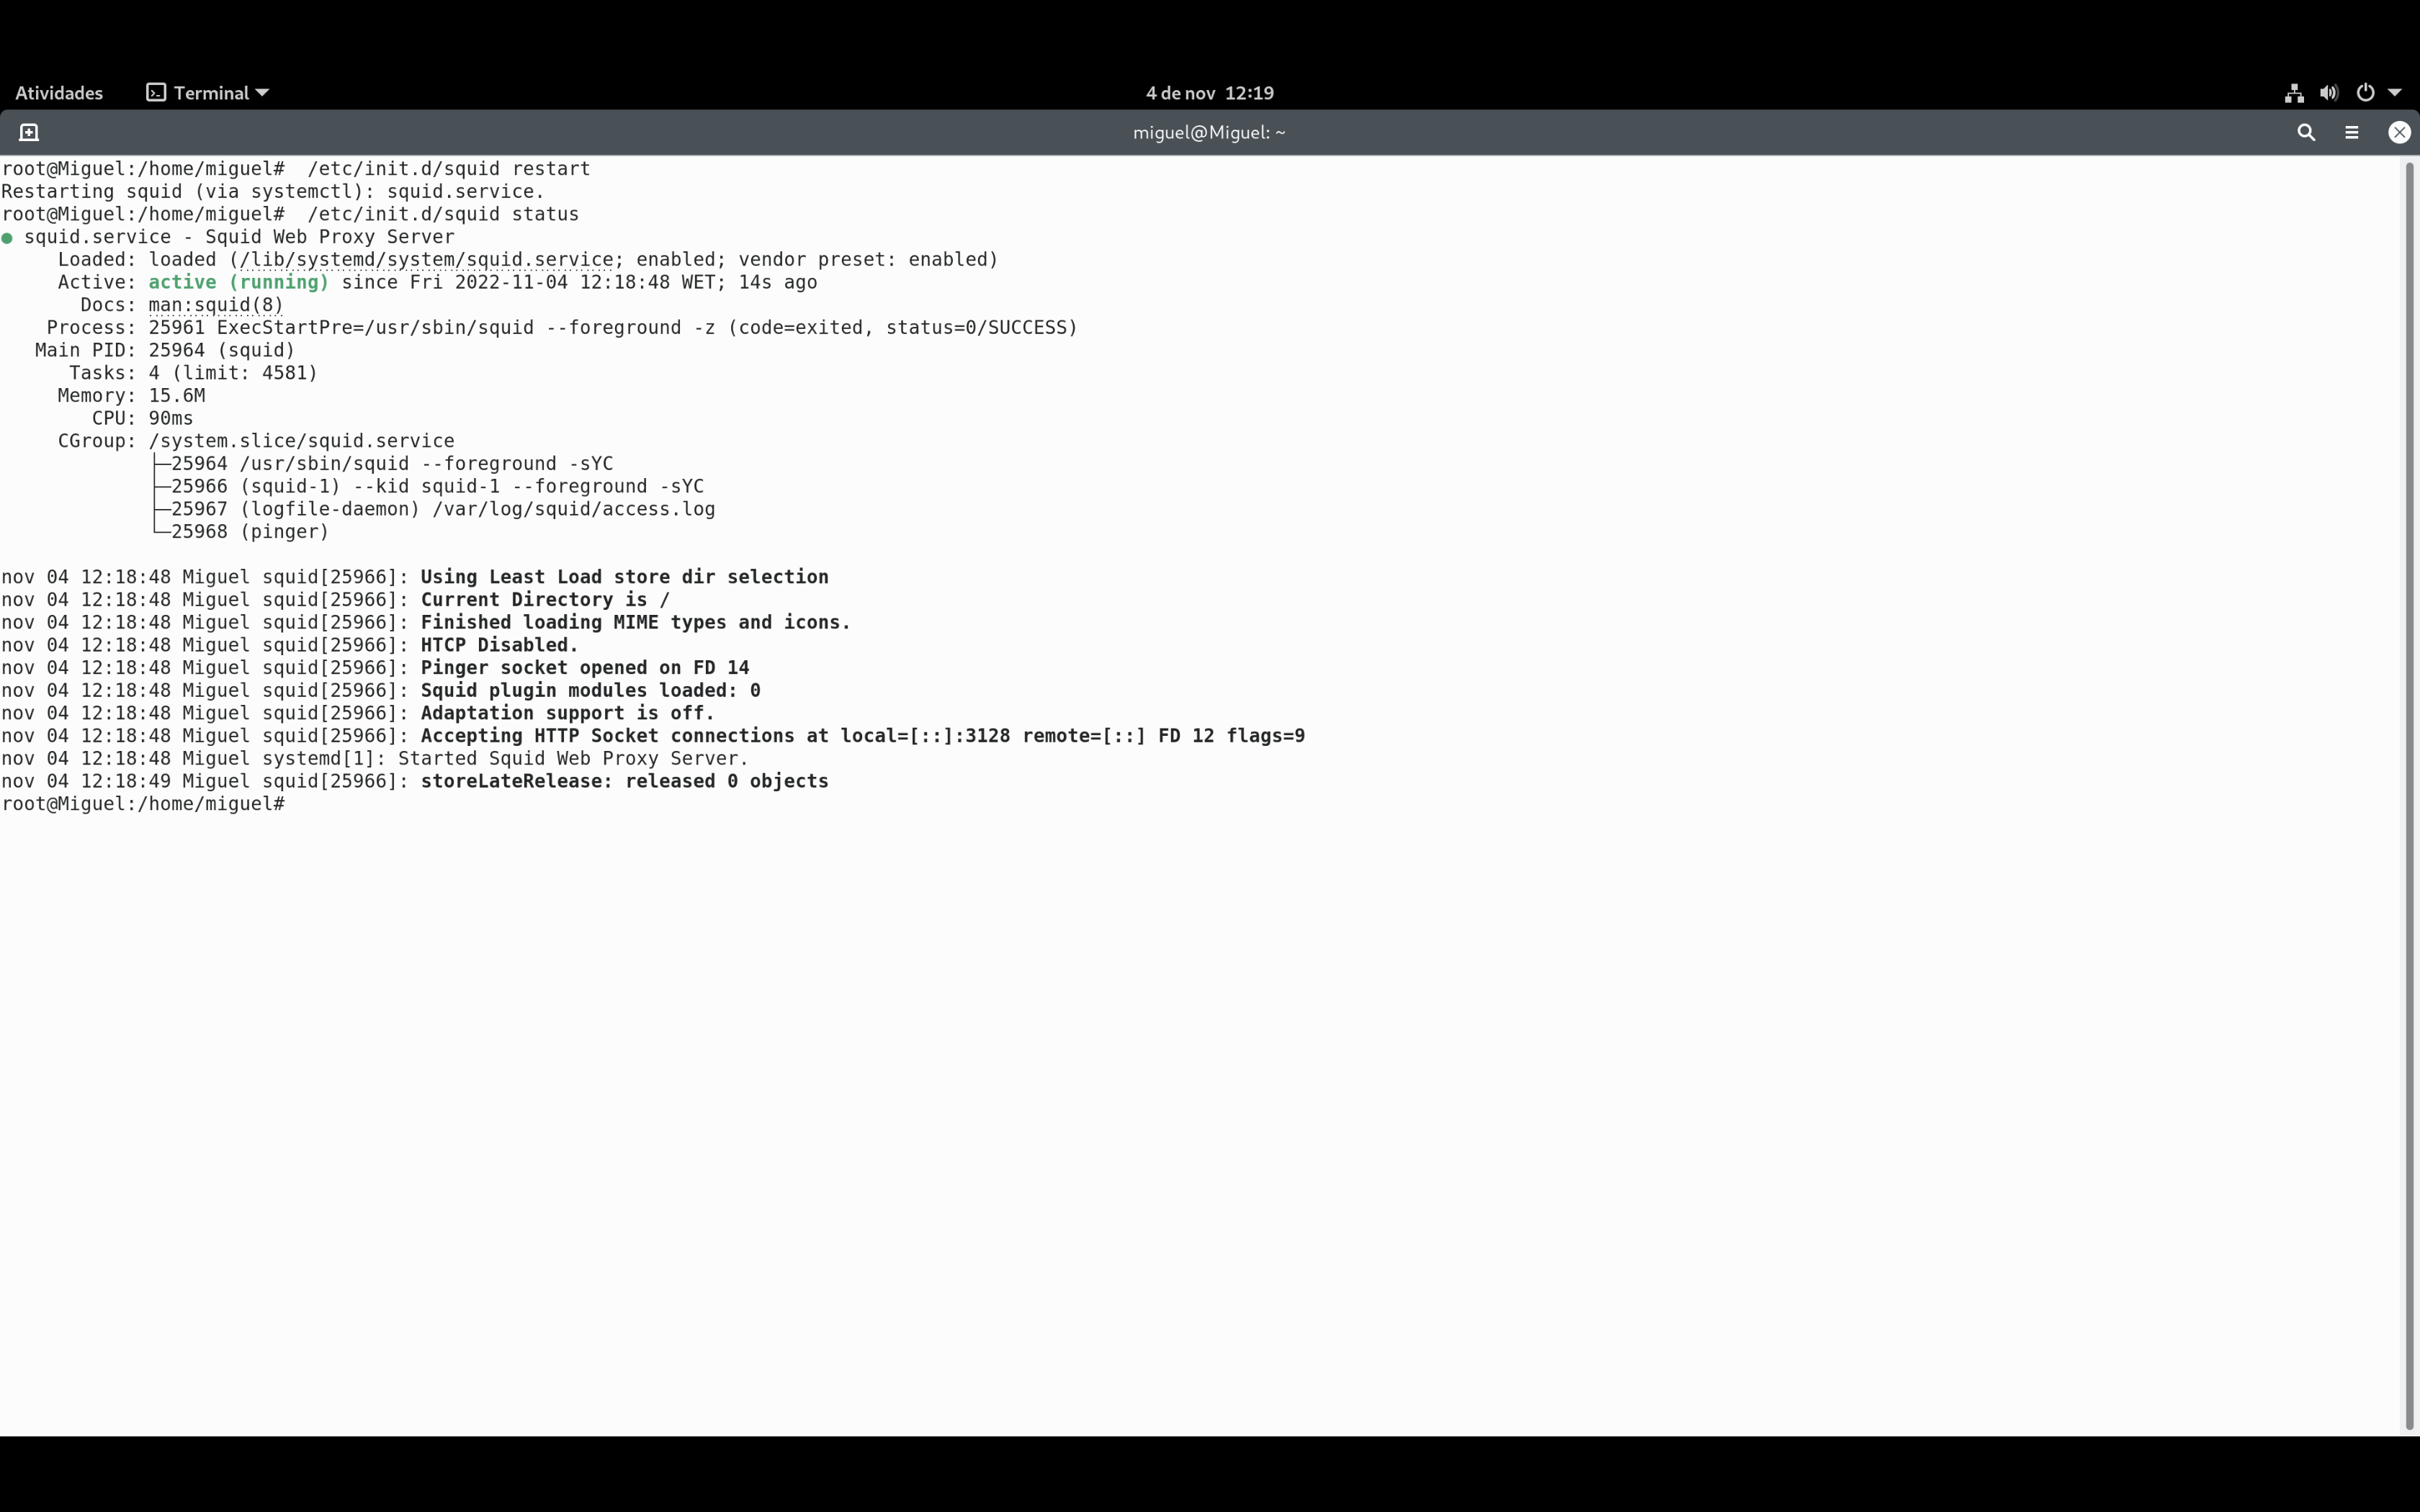 Atividades Terminal 4 de nov 12:19
miguel@Miguel: ~
root@Miguel:/home/miguel#  /etc/init.d/squid restart
Restarting squid (via systemctl): squid.service.
root@Miguel:/home/miguel#  /etc/init.d/squid status
● squid.service - Squid Web Proxy Server
     Loaded: loaded (/lib/systemd/system/squid.service; enabled; vendor preset: enabled)
     Active: active (running) since Fri 2022-11-04 12:18:48 WET; 14s ago
       Docs: man:squid(8)
    Process: 25961 ExecStartPre=/usr/sbin/squid --foreground -z (code=exited, status=0/SUCCESS)
   Main PID: 25964 (squid)
      Tasks: 4 (limit: 4581)
     Memory: 15.6M
        CPU: 90ms
     CGroup: /system.slice/squid.service
             ├─25964 /usr/sbin/squid --foreground -sYC
             ├─25966 (squid-1) --kid squid-1 --foreground -sYC
             ├─25967 (logfile-daemon) /var/log/squid/access.log
             └─25968 (pinger)
nov 04 12:18:48 Miguel squid[25966]: Using Least Load store dir selection
nov 04 12:18:48 Miguel squid[25966]: Current Directory is /
nov 04 12:18:48 Miguel squid[25966]: Finished loading MIME types and icons.
nov 04 12:18:48 Miguel squid[25966]: HTCP Disabled.
nov 04 12:18:48 Miguel squid[25966]: Pinger socket opened on FD 14
nov 04 12:18:48 Miguel squid[25966]: Squid plugin modules loaded: 0
nov 04 12:18:48 Miguel squid[25966]: Adaptation support is off.
nov 04 12:18:48 Miguel squid[25966]: Accepting HTTP Socket connections at local=[::]:3128 remote=[::] FD 12 flags=9
nov 04 12:18:48 Miguel systemd[1]: Started Squid Web Proxy Server.
nov 04 12:18:49 Miguel squid[25966]: storeLateRelease: released 0 objects
root@Miguel:/home/miguel#